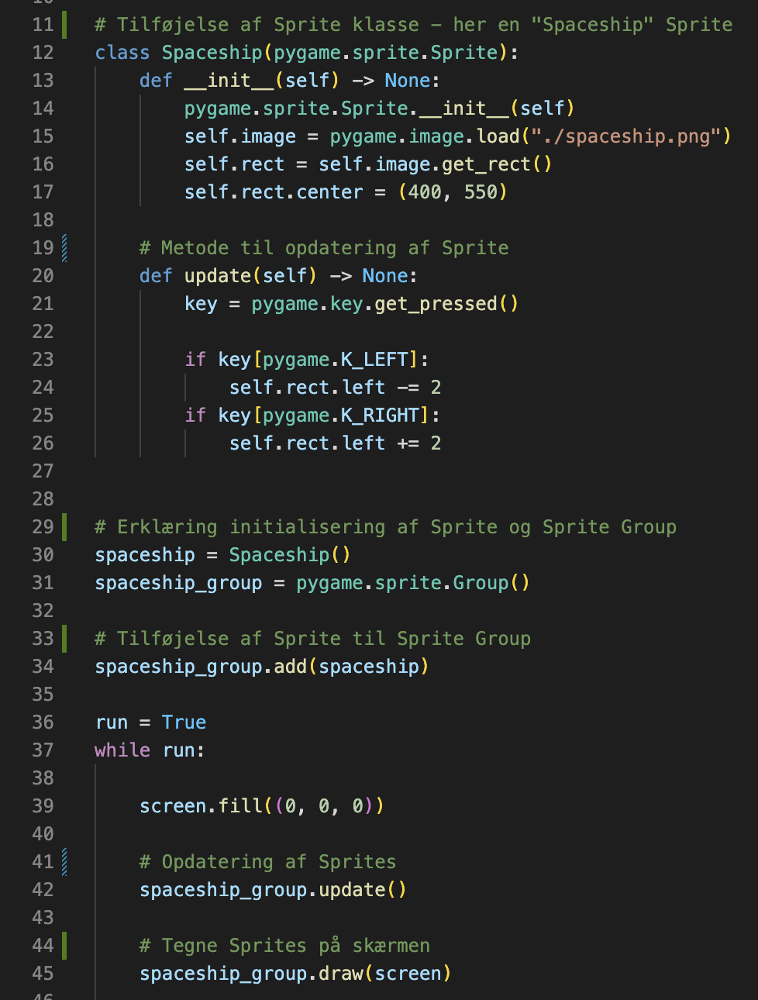 11 # Tilføjelse af Sprite klasse – her en "Spaceship" Sprite
12 class Spaceship(pygame.sprite.Sprite):
13 def __init__(self) -> None:
14 pygame.sprite.Sprite.__init__(self)
15 self.image = pygame.image.load("./spaceship.png")
16 self.rect = self.image.get_rect()
17 self.rect.center = (400, 550)
18
19 # Metode til opdatering af Sprite
20 def update(self) -> None:
21 key = pygame.key.get_pressed()
22
23 if key[pygame.K_LEFT]:
24 self.rect.left -= 2
25 if key[pygame.K_RIGHT]:
26 self.rect.left += 2
27
28
29 # Erklæring initialisering af Sprite og Sprite Group
30 spaceship = Spaceship()
31 spaceship_group = pygame.sprite.Group()
32
33 # Tilføjelse af Sprite til Sprite Group
34 spaceship_group.add(spaceship)
35
36 run = True
37 while run:
38
39 screen.fill((0, 0, 0))
40
41 # Opdatering af Sprites
42 spaceship_group.update()
43
44 # Tegne Sprites på skærmen
45 spaceship_group.draw(screen)